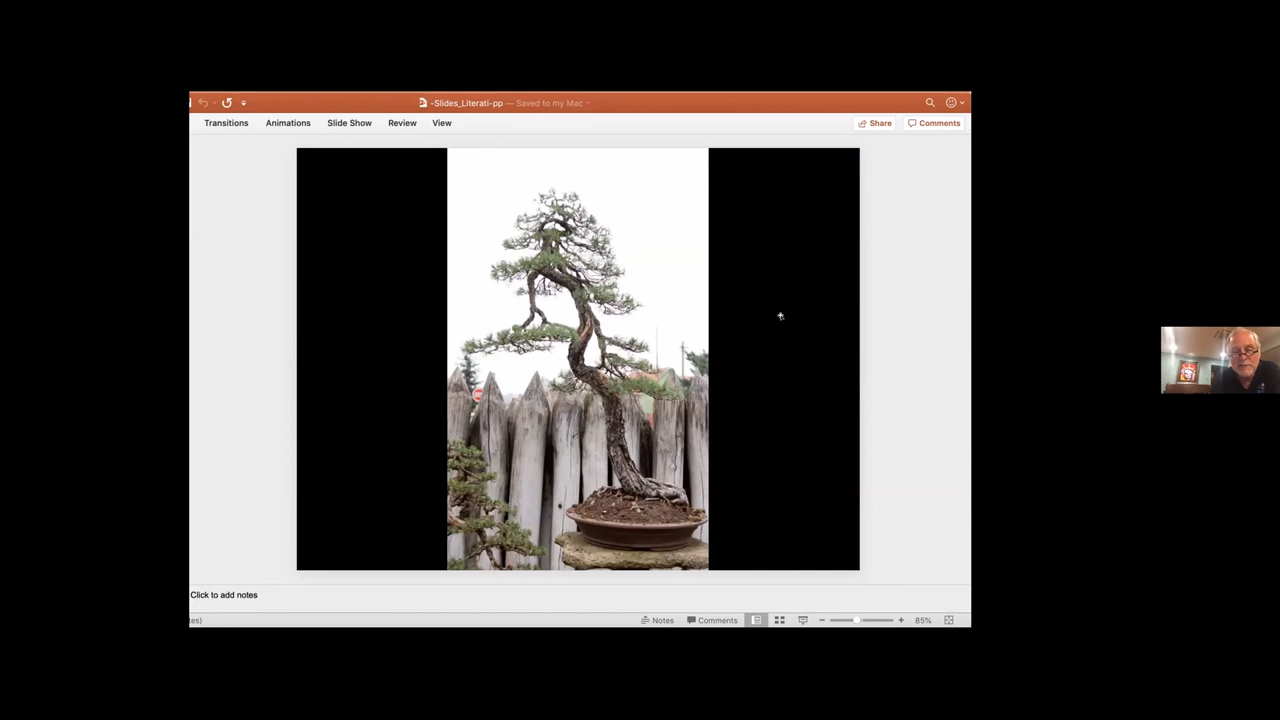 -Slides_Literati-pp — Saved to my Mac
Transitions Animations Slide Show Review View Share Comments
Click to add notes
tes) Notes Comments 85%